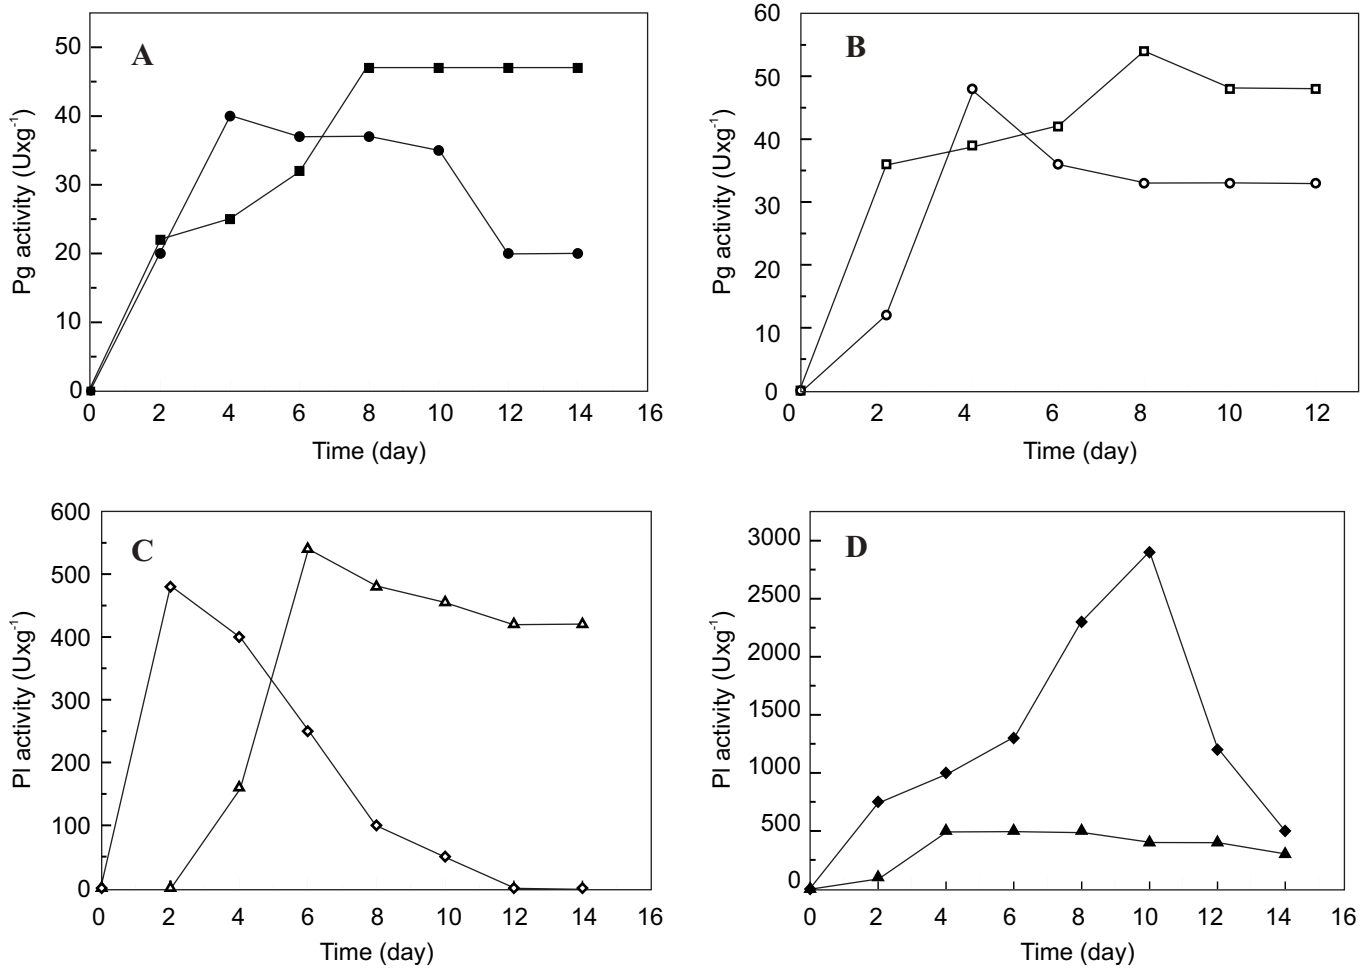 A
Pg activity (Uxg⁻¹)
50
40
30
20
10
0
0 2 4 6 8 10 12 14 16
Time (day)
B
Pg activity (Uxg⁻¹)
60
50
40
30
20
10
0
0 2 4 6 8 10 12
Time (day)
C
Pl activity (Uxg⁻¹)
600
500
400
300
200
100
0
0 2 4 6 8 10 12 14 16
Time (day)
D
Pl activity (Uxg⁻¹)
3000
2500
2000
1500
1000
500
0
0 2 4 6 8 10 12 14 16
Time (day)